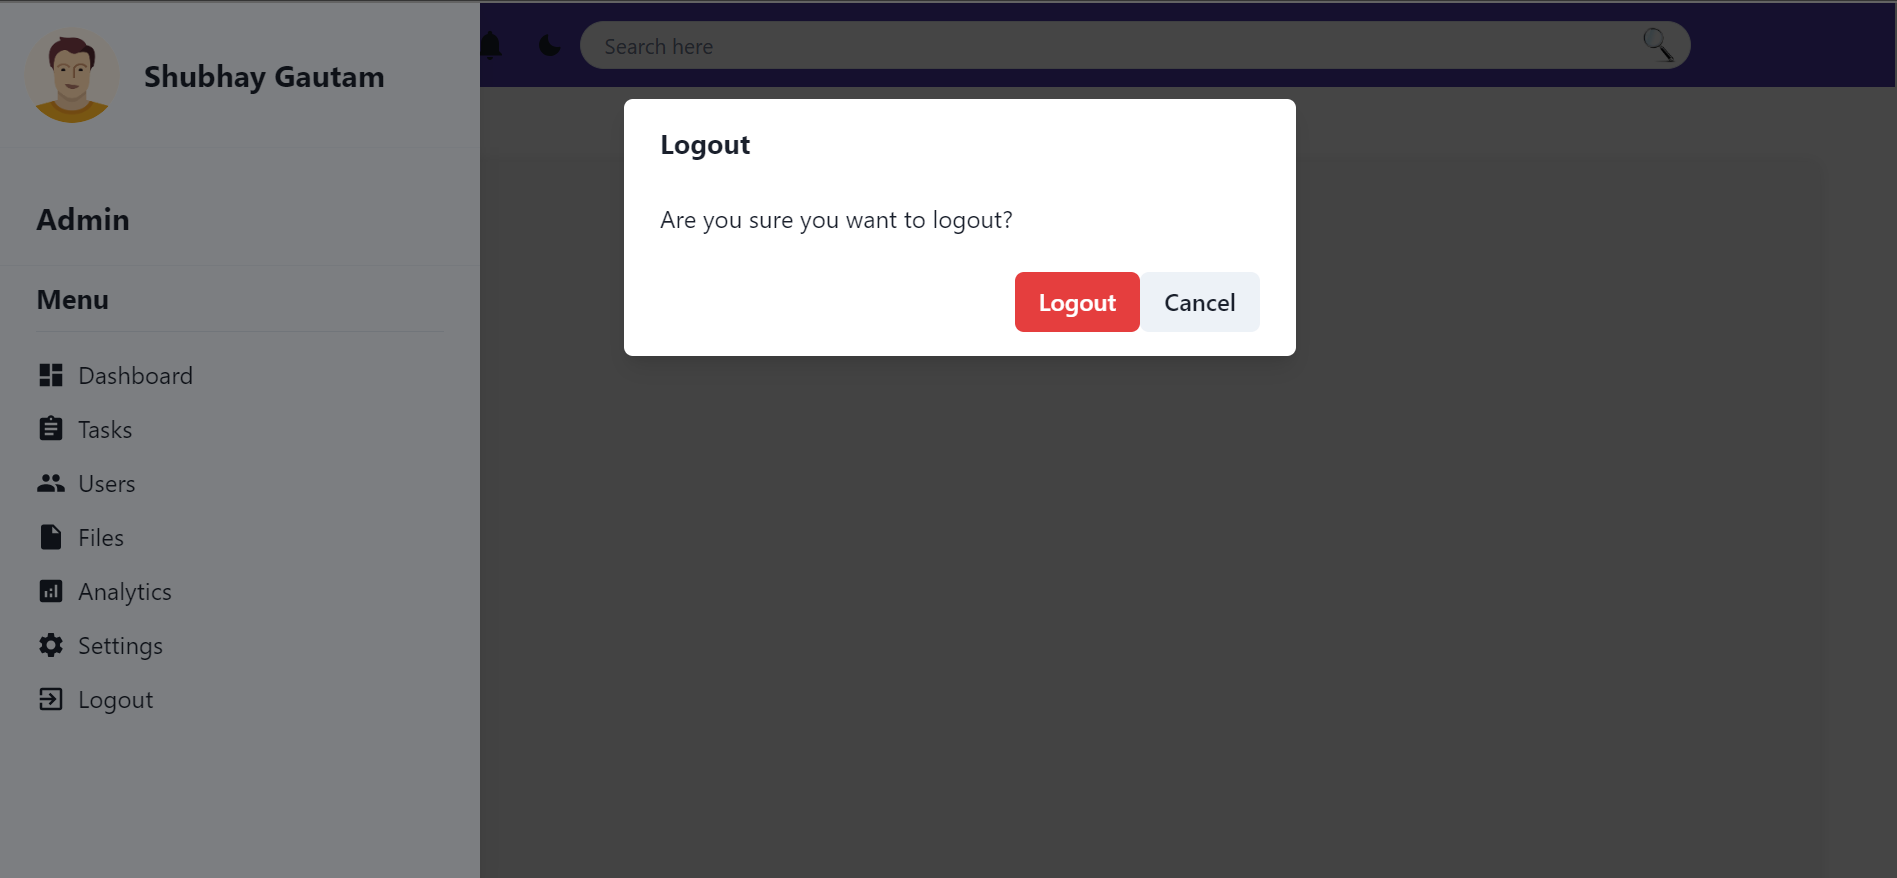 Shubhay Gautam
Search here
Admin
Menu
Dashboard
Tasks
Users
Files
Analytics
Settings
Logout
Logout
Are you sure you want to logout?
Logout Cancel